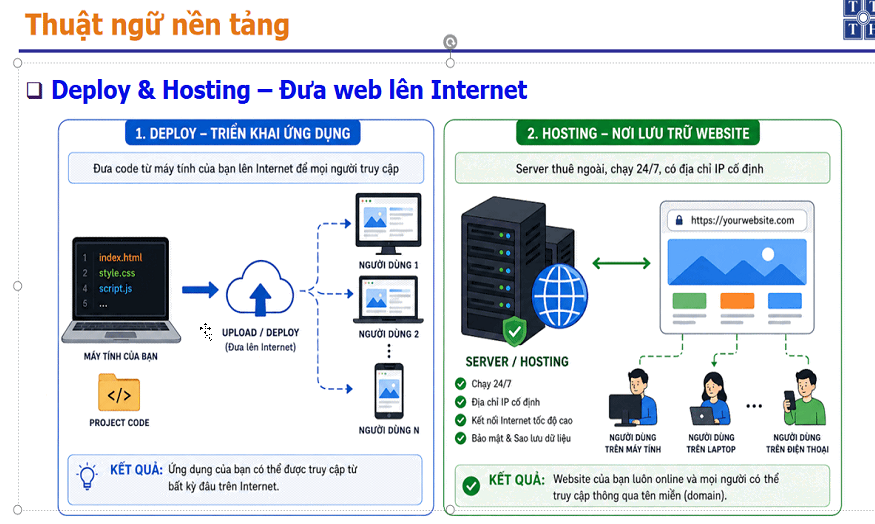 Thuật ngữ nền tảng
T T
T H
Deploy & Hosting – Đưa web lên Internet
1. DEPLOY – TRIỂN KHAI ỨNG DỤNG
Đưa code từ máy tính của bạn lên Internet để mọi người truy cập
1 index.html
2 style.css
3 script.js
5 ...
MÁY TÍNH CỦA BẠN
</>
PROJECT CODE
UPLOAD / DEPLOY
(Đưa lên Internet)
NGƯỜI DÙNG 1
NGƯỜI DÙNG 2
NGƯỜI DÙNG N
KẾT QUẢ: Ứng dụng của bạn có thể được truy cập từ
bất kỳ đâu trên Internet.
2. HOSTING – NƠI LƯU TRỮ WEBSITE
Server thuê ngoài, chạy 24/7, có địa chỉ IP cố định
https://yourwebsite.com
SERVER / HOSTING
Chạy 24/7
Địa chỉ IP cố định
Kết nối Internet tốc độ cao
Bảo mật & Sao lưu dữ liệu
NGƯỜI DÙNG
TRÊN MÁY TÍNH
NGƯỜI DÙNG
TRÊN LAPTOP
...
NGƯỜI DÙNG
TRÊN ĐIỆN THOẠI
KẾT QUẢ: Website của bạn luôn online và mọi người có thể
truy cập thông qua tên miền (domain).